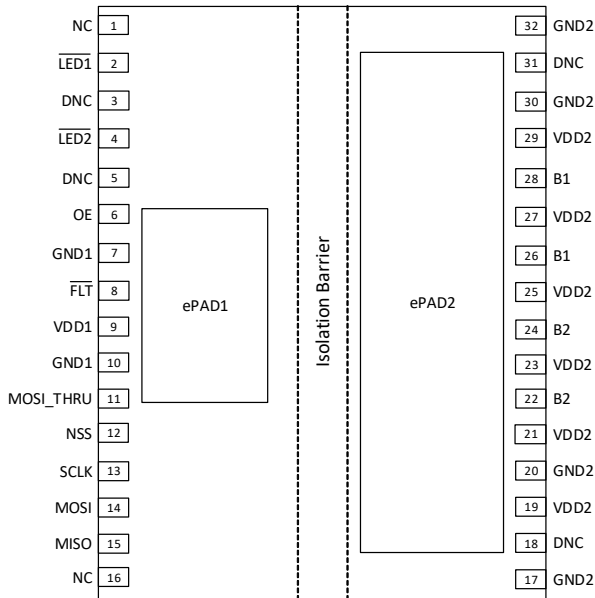 NC 1
LED1 2
DNC 3
LED2 4
DNC 5
OE 6
GND1 7
FLT 8
VDD1 9
GND1 10
MOSI_THRU 11
NSS 12
SCLK 13
MOSI 14
MISO 15
NC 16
ePAD1
Isolation Barrier
ePAD2
32 GND2
31 DNC
30 GND2
29 VDD2
28 B1
27 VDD2
26 B1
25 VDD2
24 B2
23 VDD2
22 B2
21 VDD2
20 GND2
19 VDD2
18 DNC
17 GND2